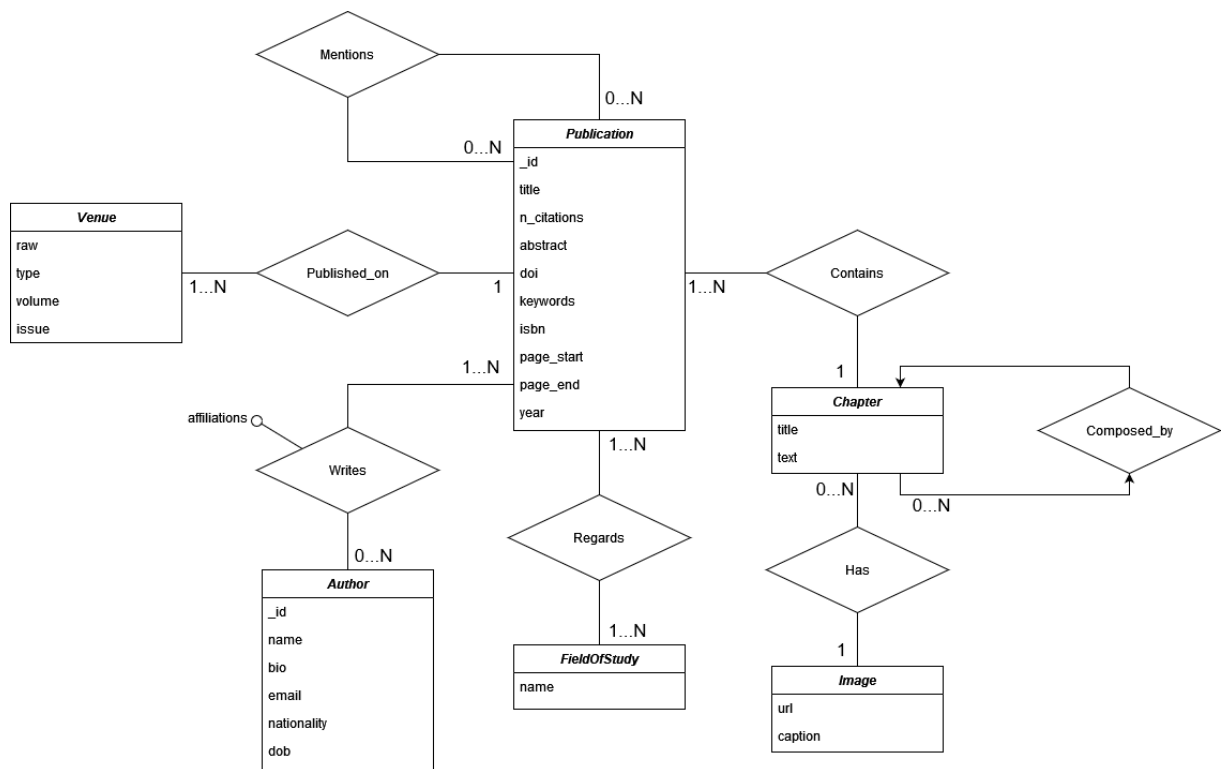 Mentions
0...N
0...N
Publication
_id
title
n_citations
abstract
doi
keywords
isbn
page_start
page_end
year
Venue
raw
type
volume
issue
1...N
Published_on
1
1...N
Contains
1
Chapter
title
text
Composed_by
0...N
0...N
1...N
affiliations
Writes
0...N
Author
_id
name
bio
email
nationality
dob
1...N
Regards
1...N
FieldOfStudy
name
Has
1
Image
url
caption